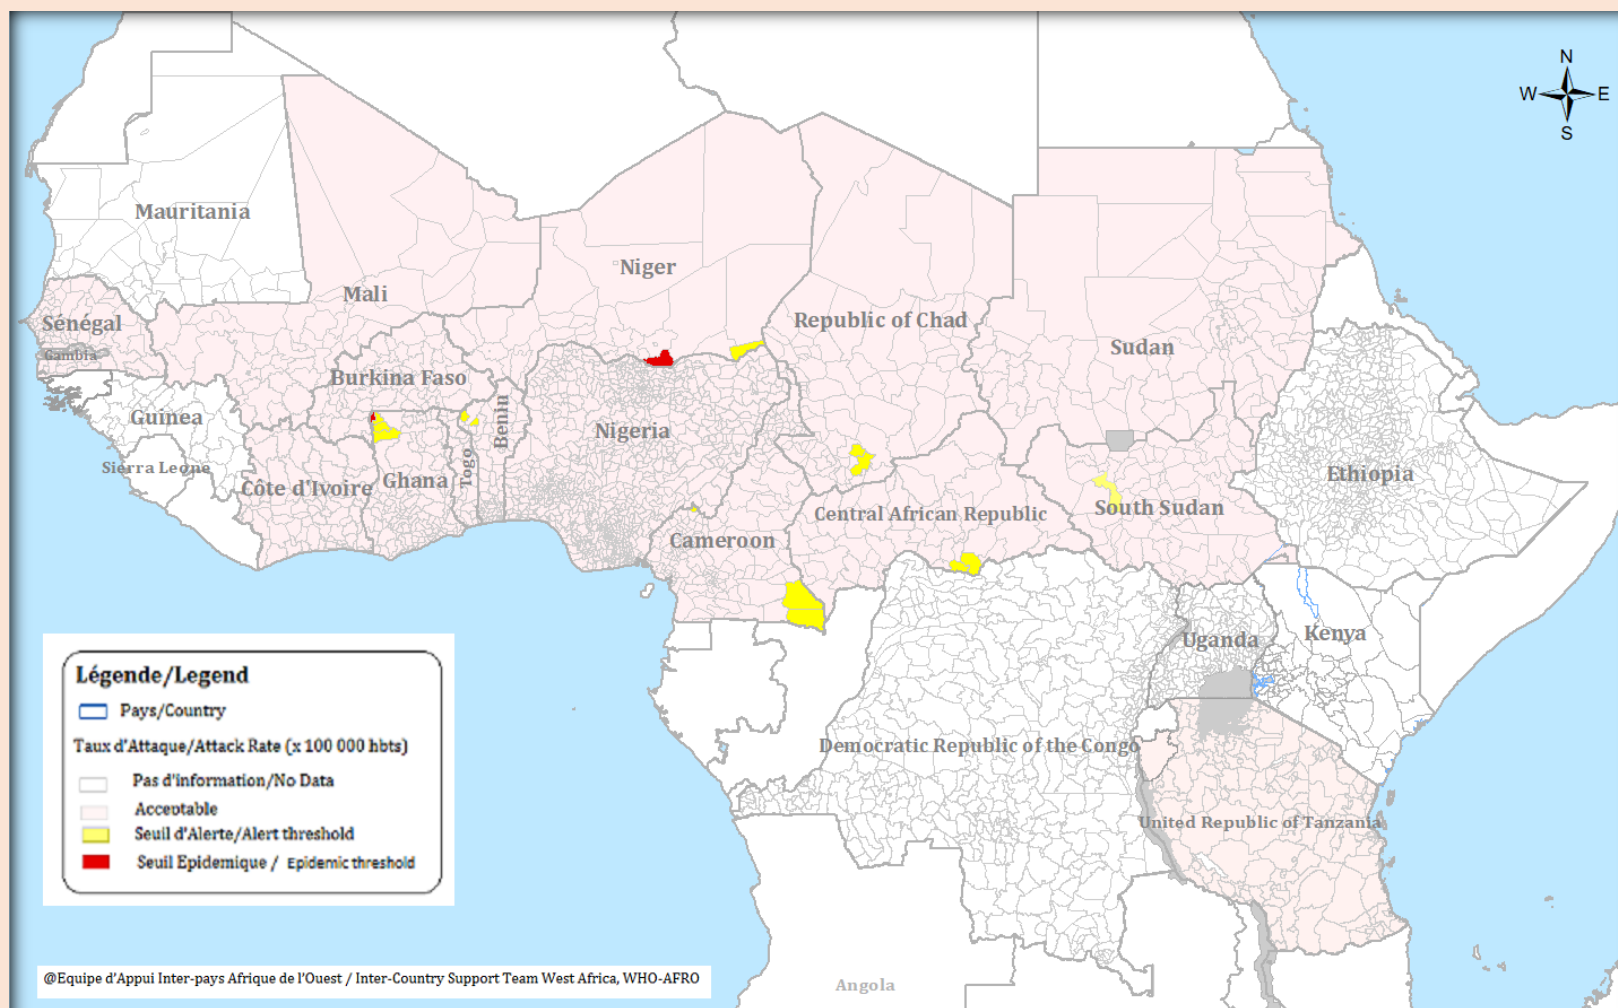 N
W E
S
Mauritania
Mali
Niger
Republic of Chad
Sudan
Sénégal
Gambia
Burkina Faso
Guinea
Sierra Leone
Côte d'Ivoire
Ghana
Togo
Benin
Nigeria
Cameroon
Central African Republic
South Sudan
Ethiopia
Uganda
Kenya
Democratic Republic of the Congo
United Republic of Tanzania
Angola
Légende/Legend
Pays/Country
Taux d'Attaque/Attack Rate (x 100 000 hbts)
Pas d'information/No Data
Acceptable
Seuil d'Alerte/Alert threshold
Seuil Epidemique / Epidemic threshold
@Equipe d'Appui Inter-pays Afrique de l'Ouest / Inter-Country Support Team West Africa, WHO-AFRO